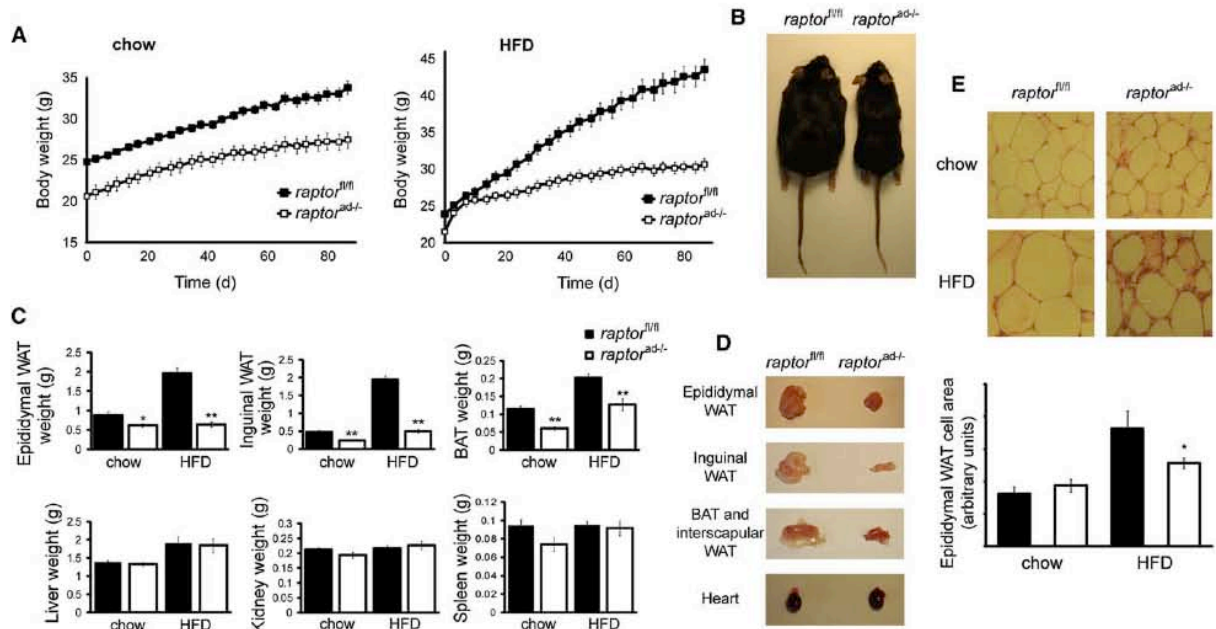 A
chow
HFD
Body weight (g)
35
30
25
20
15
raptorfl/fl
raptorad-/-
0
20
40
60
80
Time (d)
Body weight (g)
45
40
35
30
25
20
raptorfl/fl
raptorad-/-
0
20
40
60
80
Time (d)
B
raptorfl/fl raptorad-/-
C
raptorfl/fl
raptorad-/-
Epididymal WAT
weight (g)
2.5
2
1.5
1
0.5
0
*
**
chow
HFD
Inguinal WAT
weight (g)
2.5
2
1.5
1
0.5
0
**
**
chow
HFD
BAT weight (g)
0.25
0.2
0.15
0.1
0.05
0
**
**
chow
HFD
Liver weight (g)
2.5
2
1.5
1
0.5
0
chow
HFD
Kidney weight (g)
0.3
0.25
0.2
0.15
0.1
0.05
0
chow
HFD
Spleen weight (g)
0.12
0.1
0.08
0.06
0.04
0.02
0
chow
HFD
D
raptorfl/fl raptorad-/-
Epididymal
WAT
Inguinal
WAT
BAT and
interscapular
WAT
Heart
E
raptorfl/fl
raptorad-/-
chow
HFD
Epididymal WAT cell area
(arbitrary units)
*
chow
HFD